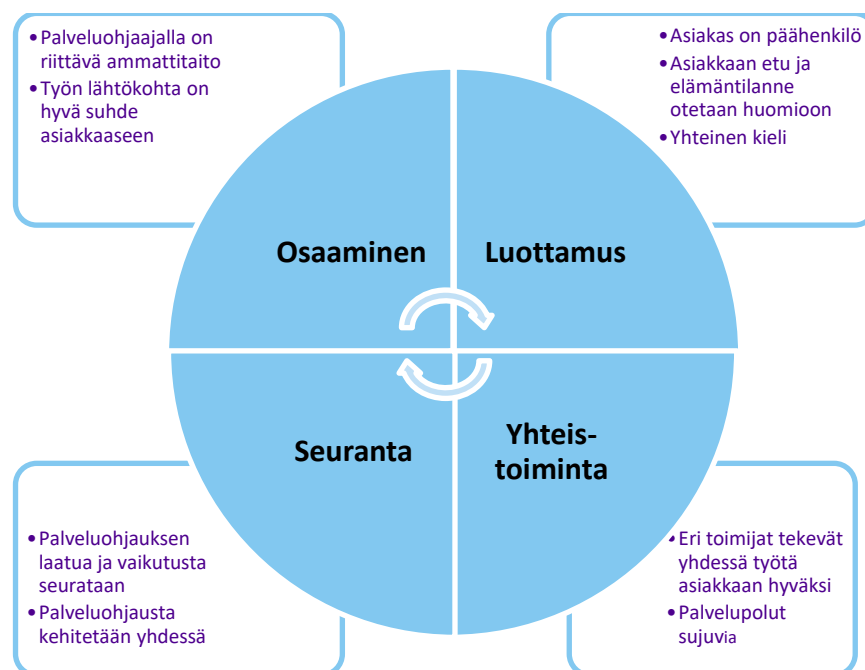 •Palveluohjaajalla on
riittävä ammattitaito
•Työn lähtökohta on
hyvä suhde
asiakkaaseen
•Asiakas on päähenkilö
•Asiakkaan etu ja
elämäntilanne
otetaan huomioon
•Yhteinen kieli
Osaaminen
Luottamus
Seuranta
Yhteis-
toiminta
•Palveluohjauksen
laatua ja vaikutusta
seurataan
•Palveluohjausta
kehitetään yhdessä
•Eri toimijat tekevät
yhdessä työtä
asiakkaan hyväksi
•Palvelupolut
sujuvia